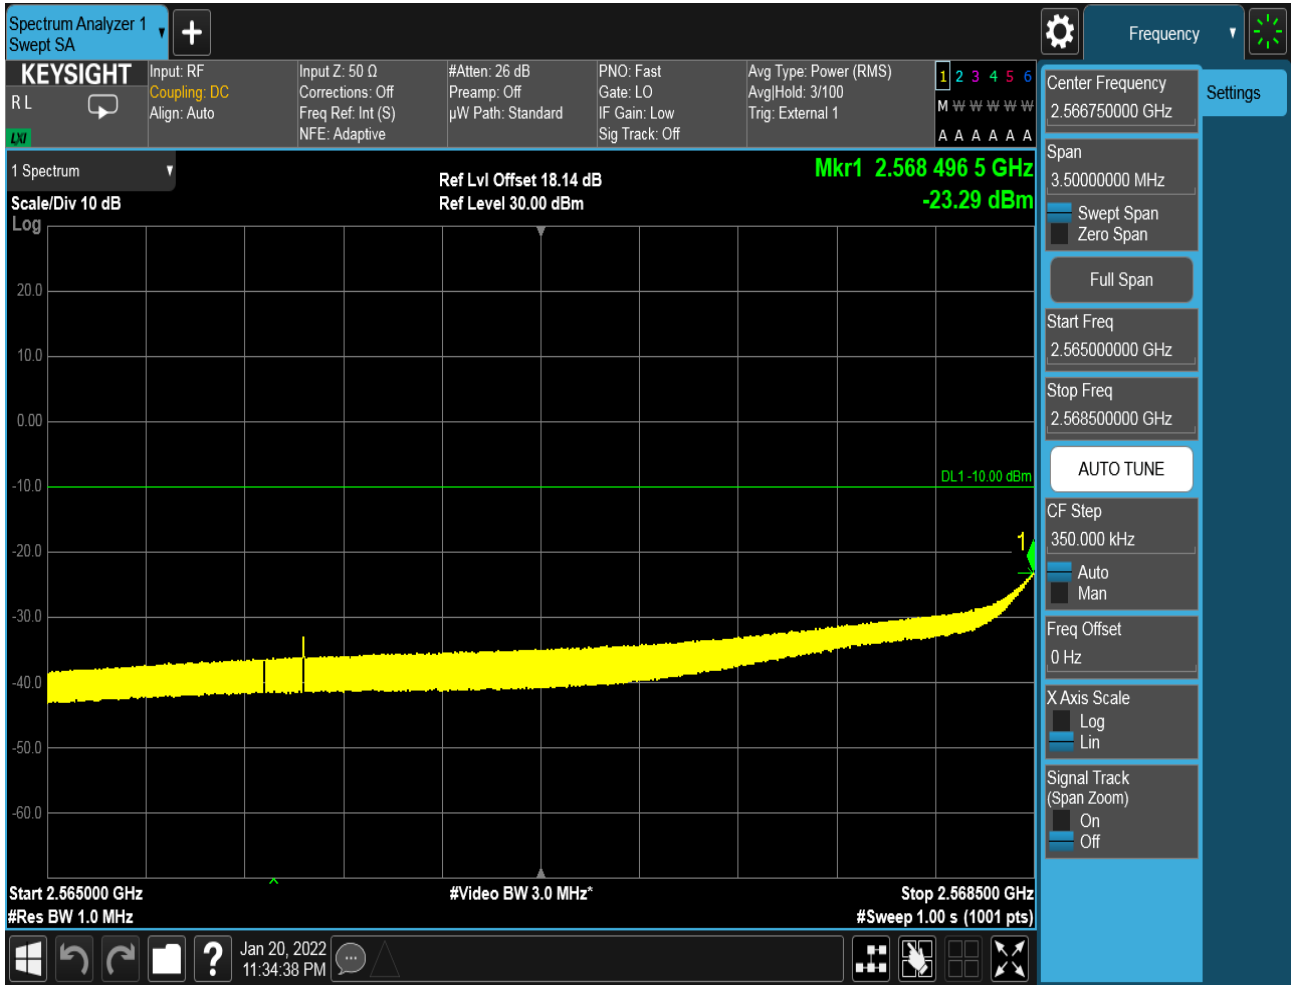 Spectrum Analyzer 1
Swept SA
Frequency
KEYSIGHT
R L
LXI
Input: RF
Coupling: DC
Align: Auto
Input Z: 50 Ω
Corrections: Off
Freq Ref: Int (S)
NFE: Adaptive
#Atten: 26 dB
Preamp: Off
µW Path: Standard
PNO: Fast
Gate: LO
IF Gain: Low
Sig Track: Off
Avg Type: Power (RMS)
Avg|Hold: 3/100
Trig: External 1
1 2 3 4 5 6
M W W W W W
A A A A A A
1 Spectrum
Scale/Div 10 dB
Log
Ref Lvl Offset 18.14 dB
Ref Level 30.00 dBm
Mkr1 2.568 496 5 GHz
-23.29 dBm
20.0
10.0
0.00
-10.0
-20.0
-30.0
-40.0
-50.0
-60.0
DL1 -10.00 dBm
1
Start 2.565000 GHz
#Res BW 1.0 MHz
#Video BW 3.0 MHz*
Stop 2.568500 GHz
#Sweep 1.00 s (1001 pts)
Jan 20, 2022
11:34:38 PM
Center Frequency
2.566750000 GHz
Span
3.50000000 MHz
Swept Span
Zero Span
Full Span
Start Freq
2.565000000 GHz
Stop Freq
2.568500000 GHz
AUTO TUNE
CF Step
350.000 kHz
Auto
Man
Freq Offset
0 Hz
X Axis Scale
Log
Lin
Signal Track
(Span Zoom)
On
Off
Settings